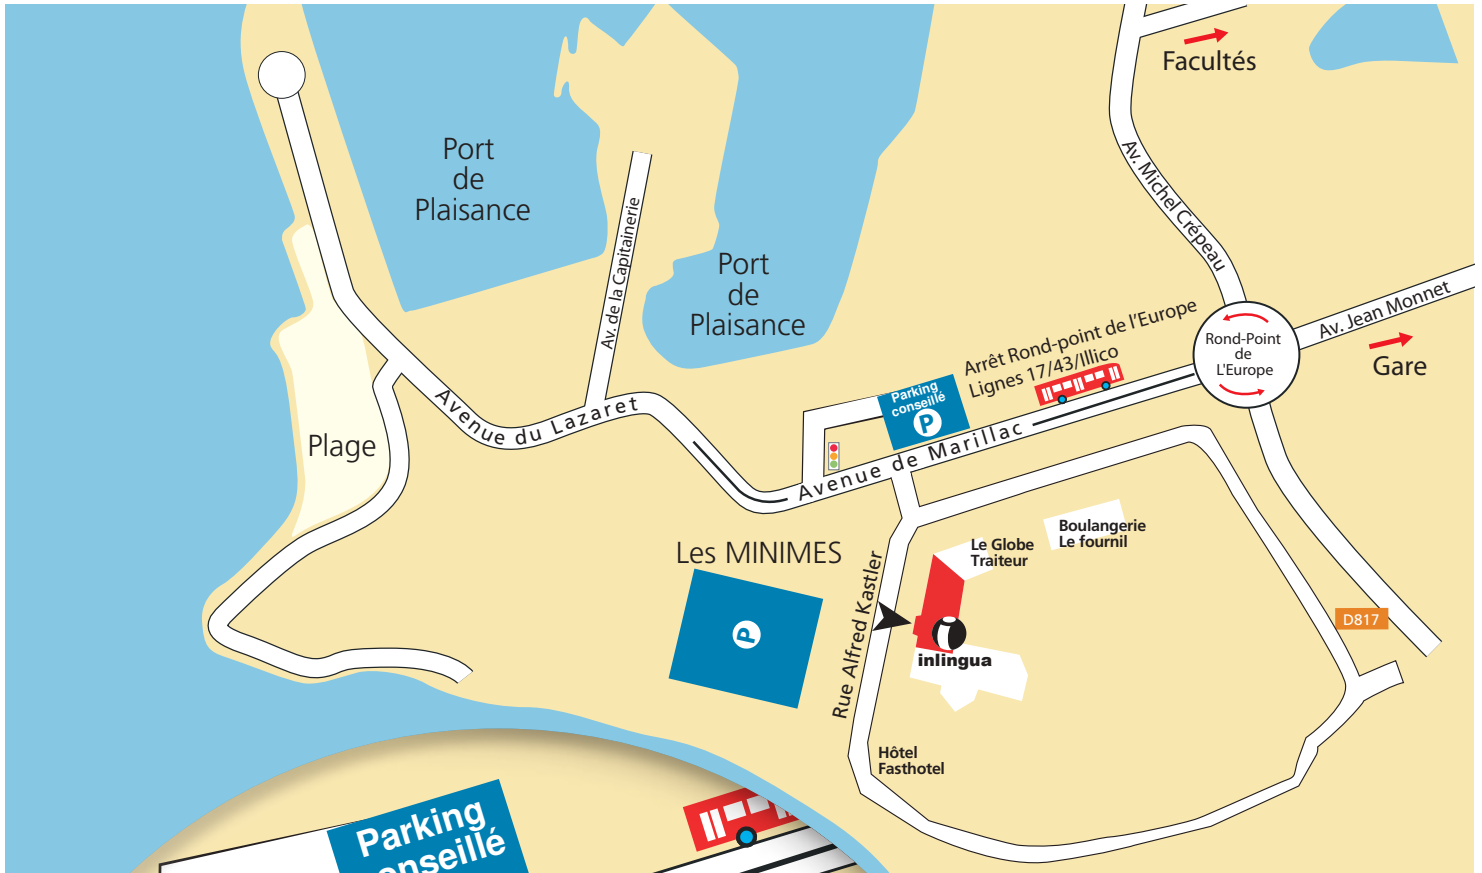 Facultés
Port
de
Plaisance
Av. Michel Crépeau
Av. de la Capitainerie
Port
de
Plaisance
Av. Jean Monnet
Gare
Rond-Point
de
L'Europe
Arrêt Rond-point de l'Europe
Lignes 17/43/Illico
Parking
conseillé
P
Avenue du Lazaret
Avenue de Marillac
Plage
Les MINIMES
P
Boulangerie
Le fournil
Le Globe
Traiteur
Rue Alfred Kastler
inlingua
D817
Hôtel
Fasthotel
Parking
onseillé